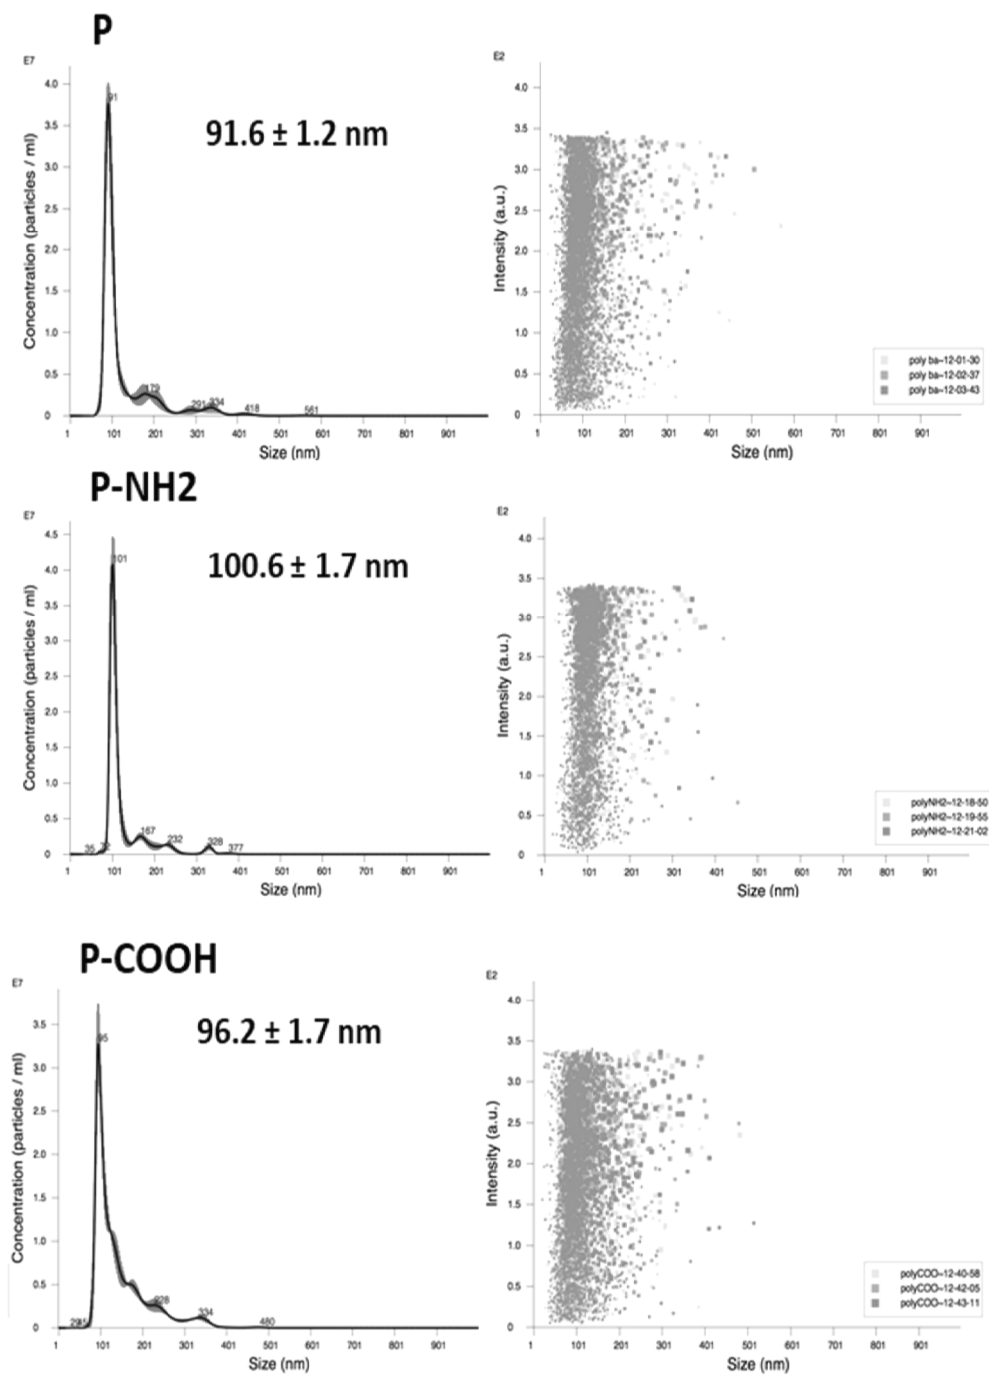 P
E7
Concentration (particles / ml)
4.0
3.5
3.0
2.5
2.0
1.5
1.0
0.5
0
91
91.6 ± 1.2 nm
179
291
334
418
561
1 101 201 301 401 501 601 701 801 901
Size (nm)
E2
Intensity (a.u.)
4.0
3.5
3.0
2.5
2.0
1.5
1.0
0.5
0
poly ba~12-01-30
poly ba~12-02-37
poly ba~12-03-43
1 101 201 301 401 501 601 701 801 901
Size (nm)
P-NH2
E7
Concentration (particles / ml)
4.5
4.0
3.5
3.0
2.5
2.0
1.5
1.0
0.5
0
101
100.6 ± 1.7 nm
35
167
232
328
377
1 101 201 301 401 501 601 701 801 901
Size (nm)
E2
Intensity (a.u.)
4.0
3.5
3.0
2.5
2.0
1.5
1.0
0.5
0
polyNH2~12-18-50
polyNH2~12-19-55
polyNH2~12-21-02
1 101 201 301 401 501 601 701 801 901
Size (nm)
P-COOH
E7
Concentration (particles / ml)
3.5
3.0
2.5
2.0
1.5
1.0
0.5
0
95
96.2 ± 1.7 nm
228
334
480
1 101 201 301 401 501 601 701 801 901
Size (nm)
E2
Intensity (a.u.)
4.0
3.5
3.0
2.5
2.0
1.5
1.0
0.5
0
polyCOO~12-40-58
polyCOO~12-42-05
polyCOO~12-43-11
1 101 201 301 401 501 601 701 801 901
Size (nm)